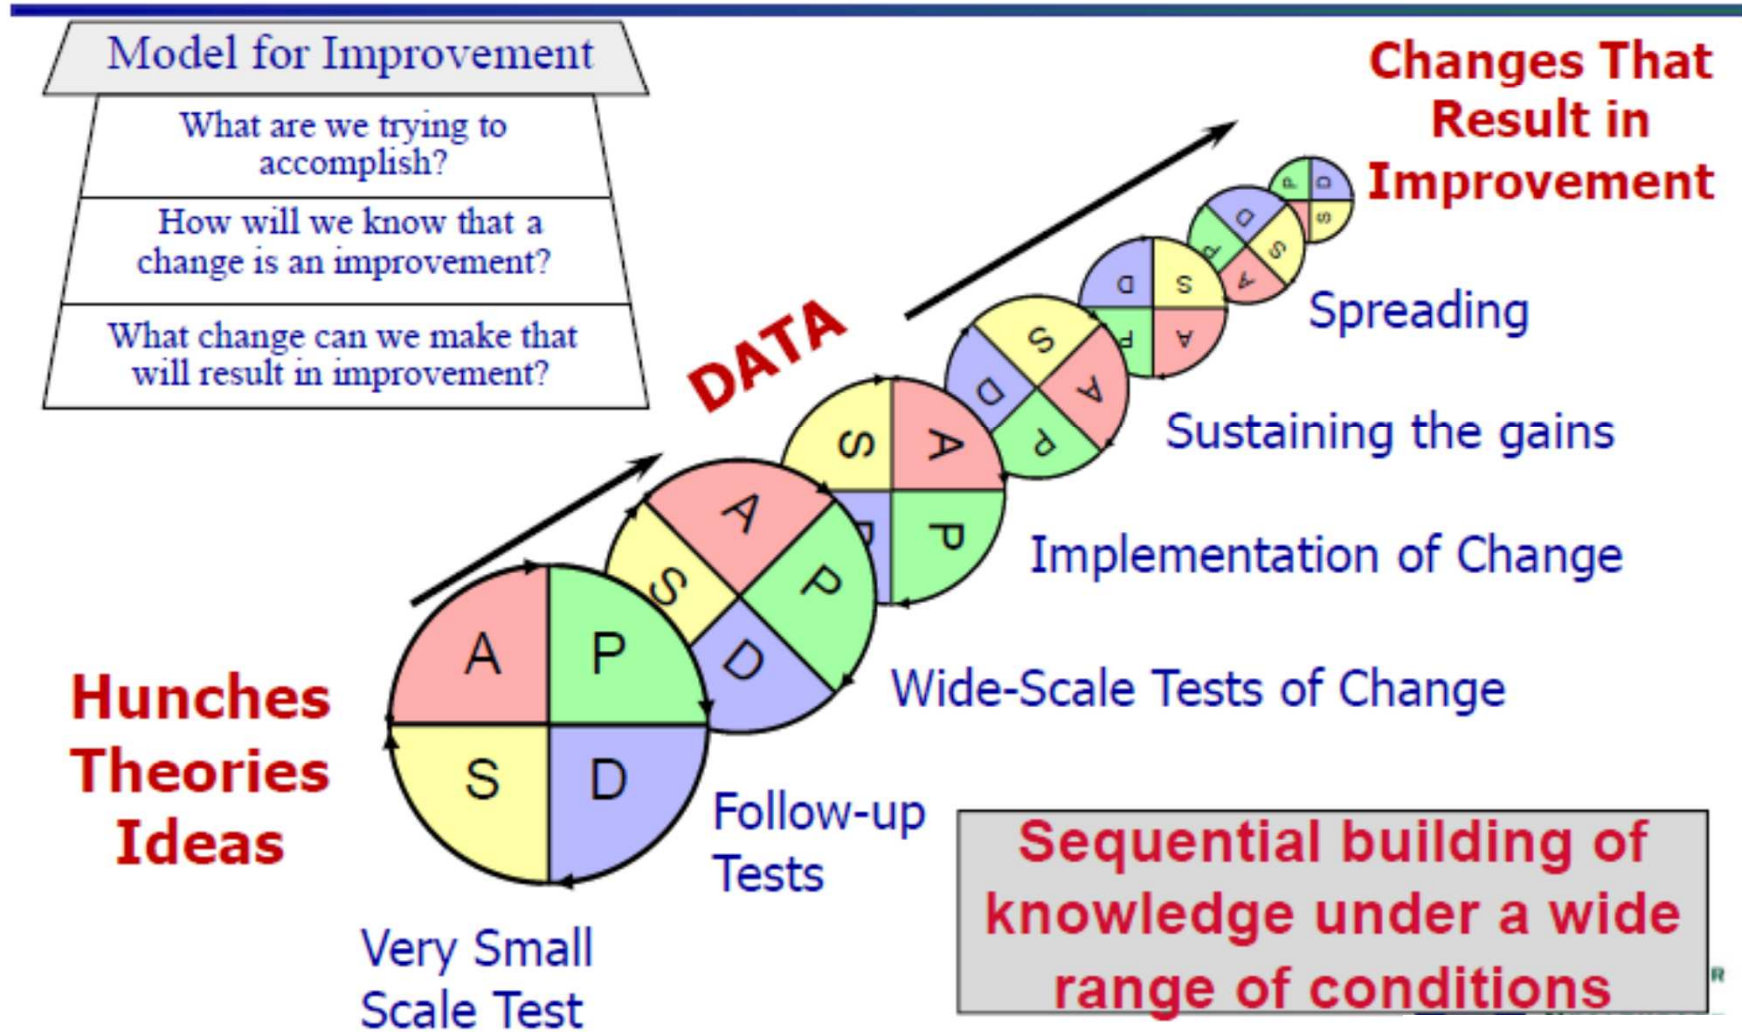 Model for Improvement
What are we trying to
accomplish?
How will we know that a
change is an improvement?
What change can we make that
will result in improvement?
Changes That
Result in
Improvement
P D
S
D
P S
A
D S
P A
Spreading
S
D A
P
Sustaining the gains
DATA
S A
P
Implementation of Change
A
S P
D
Wide-Scale Tests of Change
A P
S D
Hunches
Theories
Ideas
Follow-up
Tests
Very Small
Scale Test
Sequential building of
knowledge under a wide
range of conditions
R